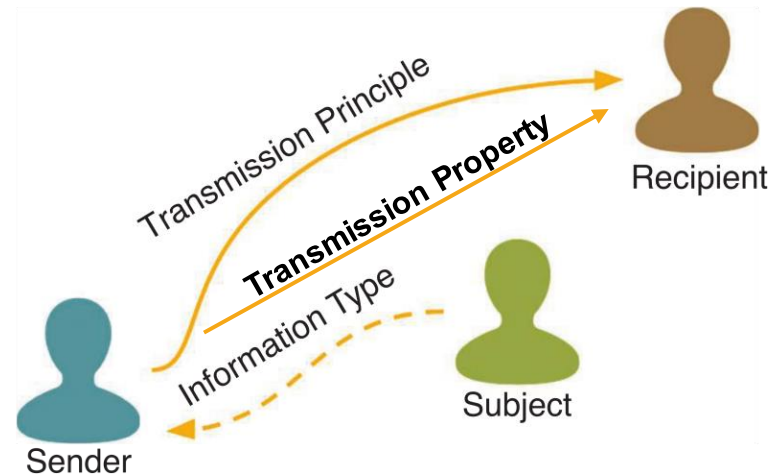 Transmission Principle
Recipient
Transmission Property
Information Type
Subject
Sender